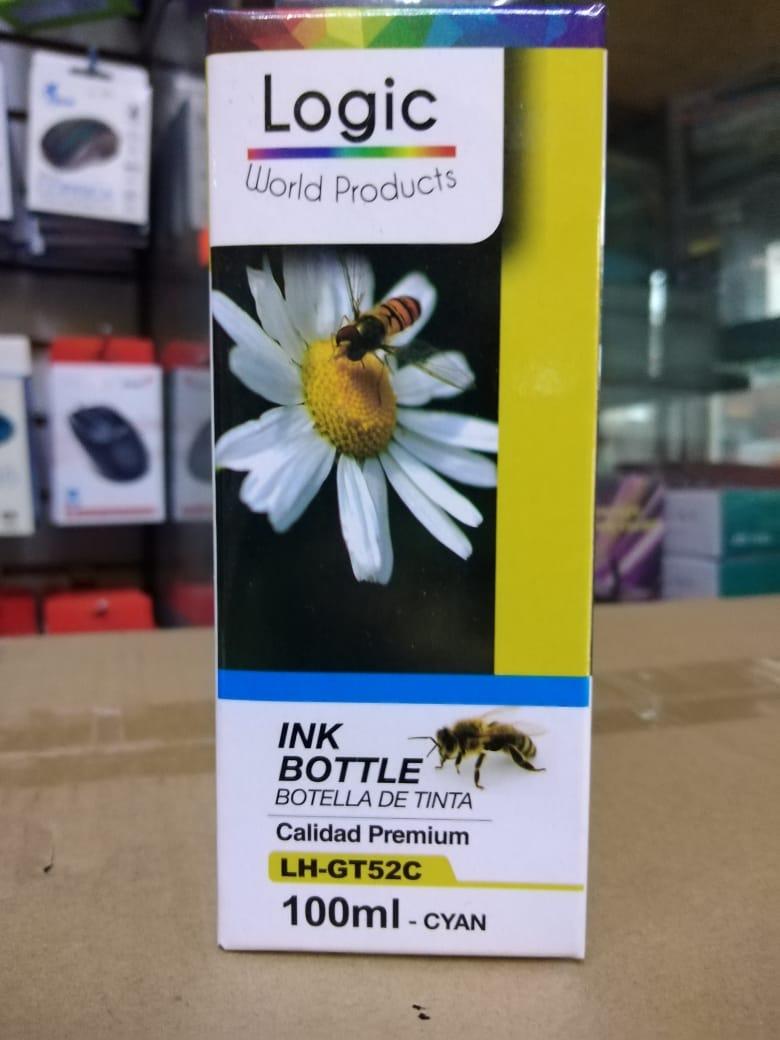 Logic
World Products
INK
BOTTLE
BOTELLA DE TINTA
Calidad Premium
LH-GT52C
100ml - CYAN